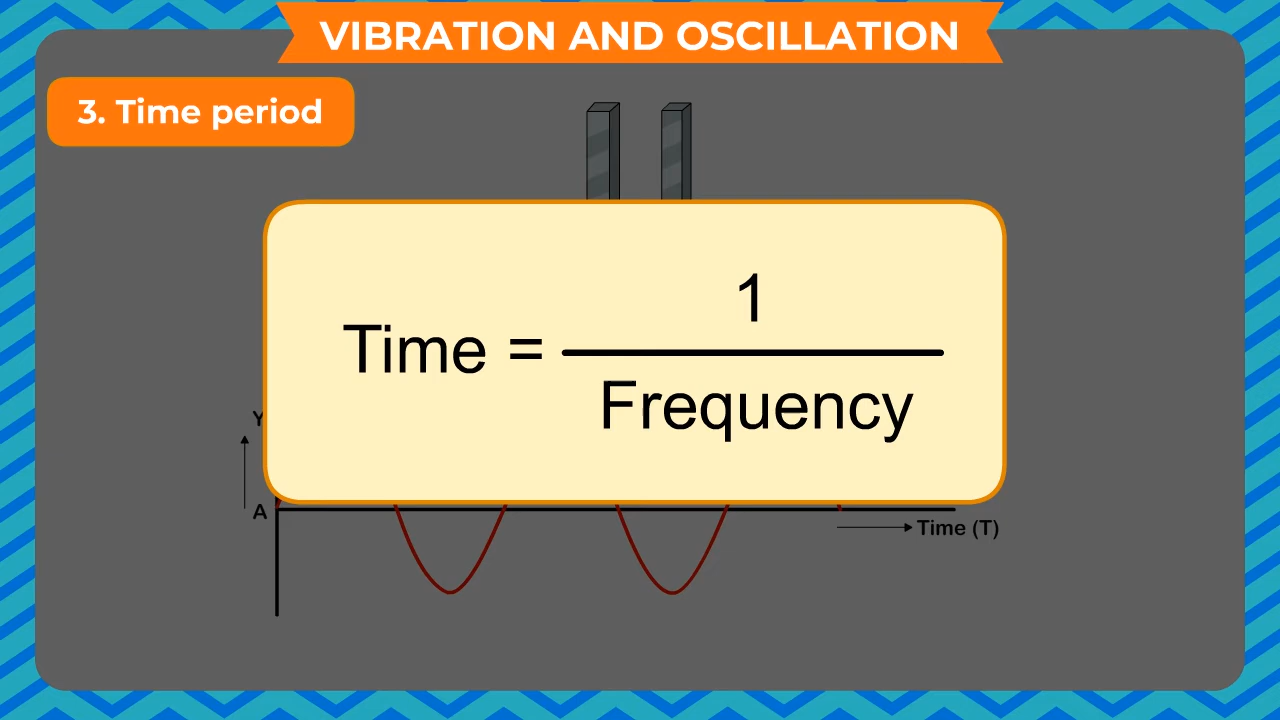 VIBRATION AND OSCILLATION
3. Time period
Time = 1
Frequency
Y
A
Time (T)